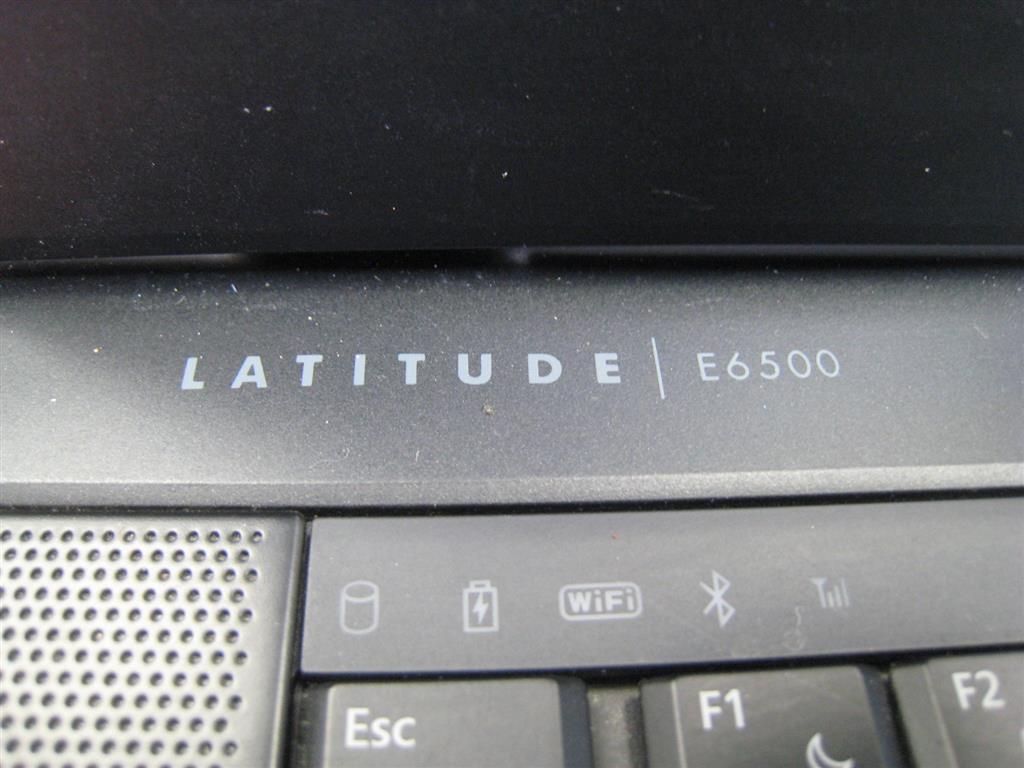 LATITUDE | E6500
WiFi
Esc F1 F2